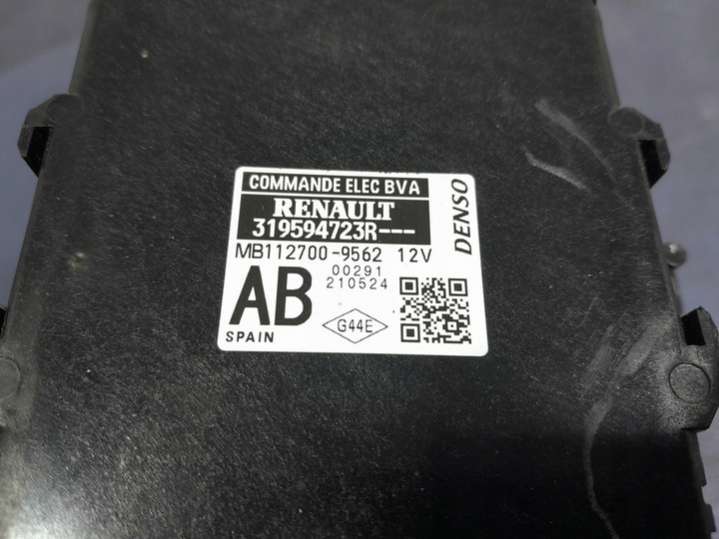 COMMANDE ELEC BVA
RENAULT
319594723R---
DENSO
MB112700-9562 12V
AB
00291
210524
G44E
SPAIN